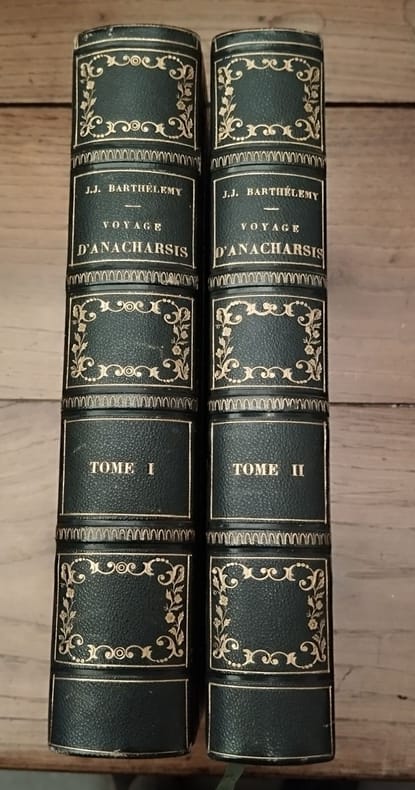 J.J. BARTHÉLEMY
VOYAGE
D'ANACHARSIS
TOME I
J.J. BARTHÉLEMY
VOYAGE
D'ANACHARSIS
TOME II